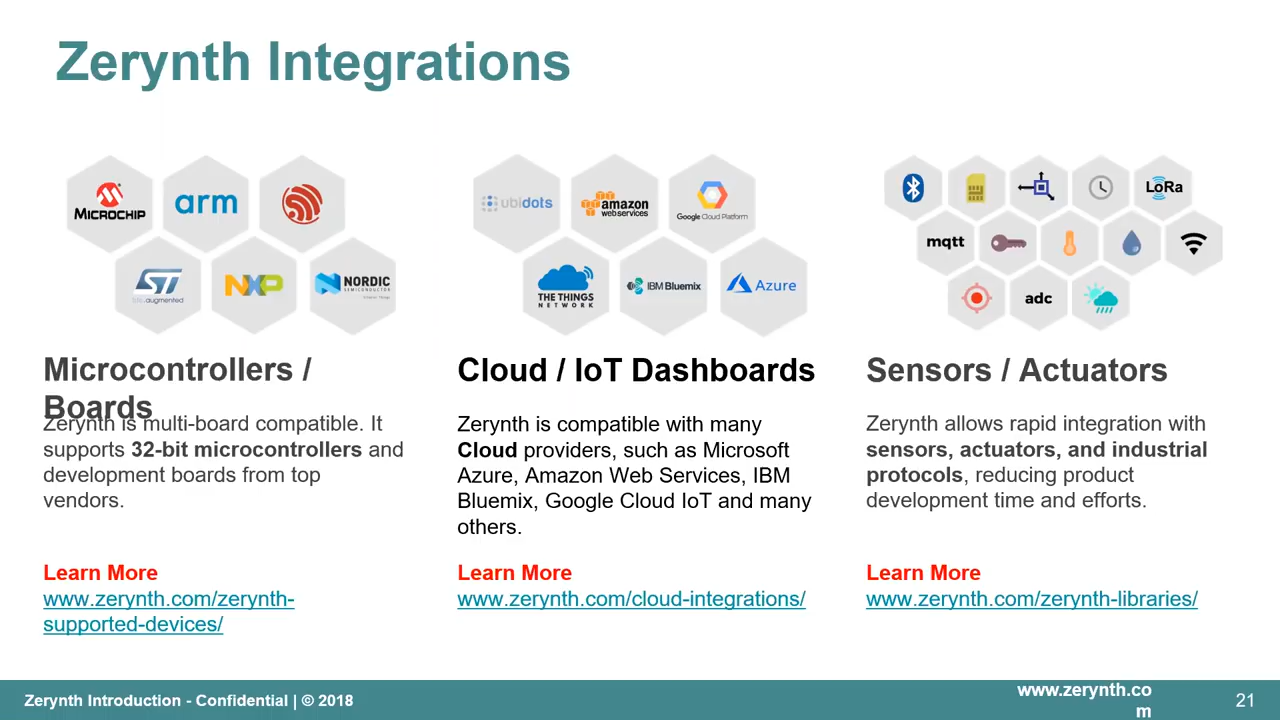 Zerynth Integrations
MICROCHIP
arm
ST
life.augmented
NXP
NORDIC
SEMICONDUCTOR
ubidots
amazon
webservices
Google Cloud Platform
THE THINGS
NETWORK
IBM Bluemix
Azure
LoRa
mqtt
adc
Microcontrollers /
Boards
Zerynth is multi-board compatible. It
supports 32-bit microcontrollers and
development boards from top
vendors.
Learn More
www.zerynth.com/zerynth-
supported-devices/
Cloud / IoT Dashboards
Zerynth is compatible with many
Cloud providers, such as Microsoft
Azure, Amazon Web Services, IBM
Bluemix, Google Cloud IoT and many
others.
Learn More
www.zerynth.com/cloud-integrations/
Sensors / Actuators
Zerynth allows rapid integration with
sensors, actuators, and industrial
protocols, reducing product
development time and efforts.
Learn More
www.zerynth.com/zerynth-libraries/
Zerynth Introduction - Confidential | © 2018
www.zerynth.co
m
21